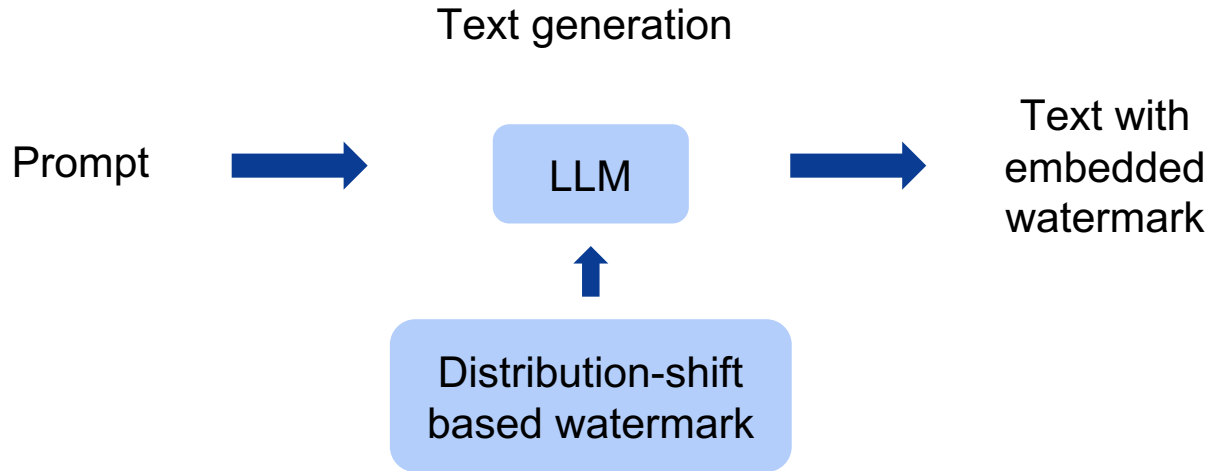 Text generation
Prompt
LLM
Text with
embedded
watermark
Distribution-shift
based watermark